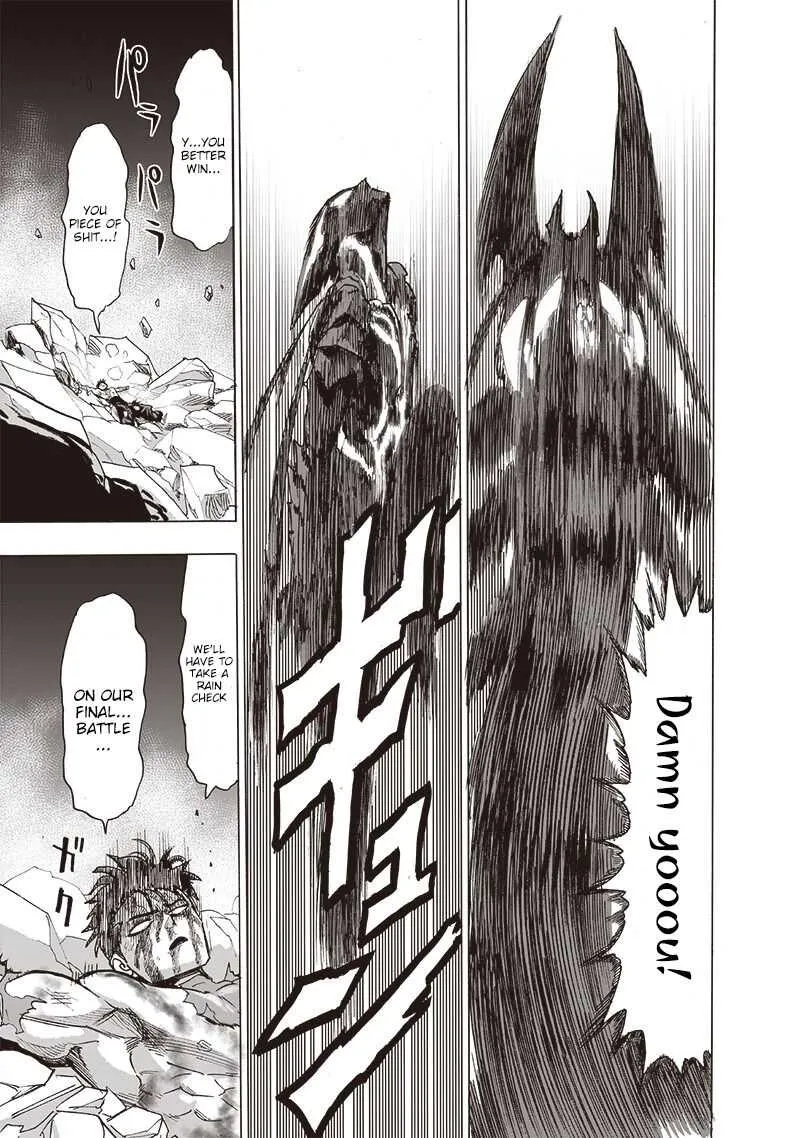 Damn yooou!
ギュン
パラ
パラ
Y...YOU
BETTER
WIN...
YOU
PIECE OF
SHIT...!
WE'LL
HAVE TO
TAKE A
RAIN
CHECK
ON OUR
FINAL...
BATTLE
...
ガク